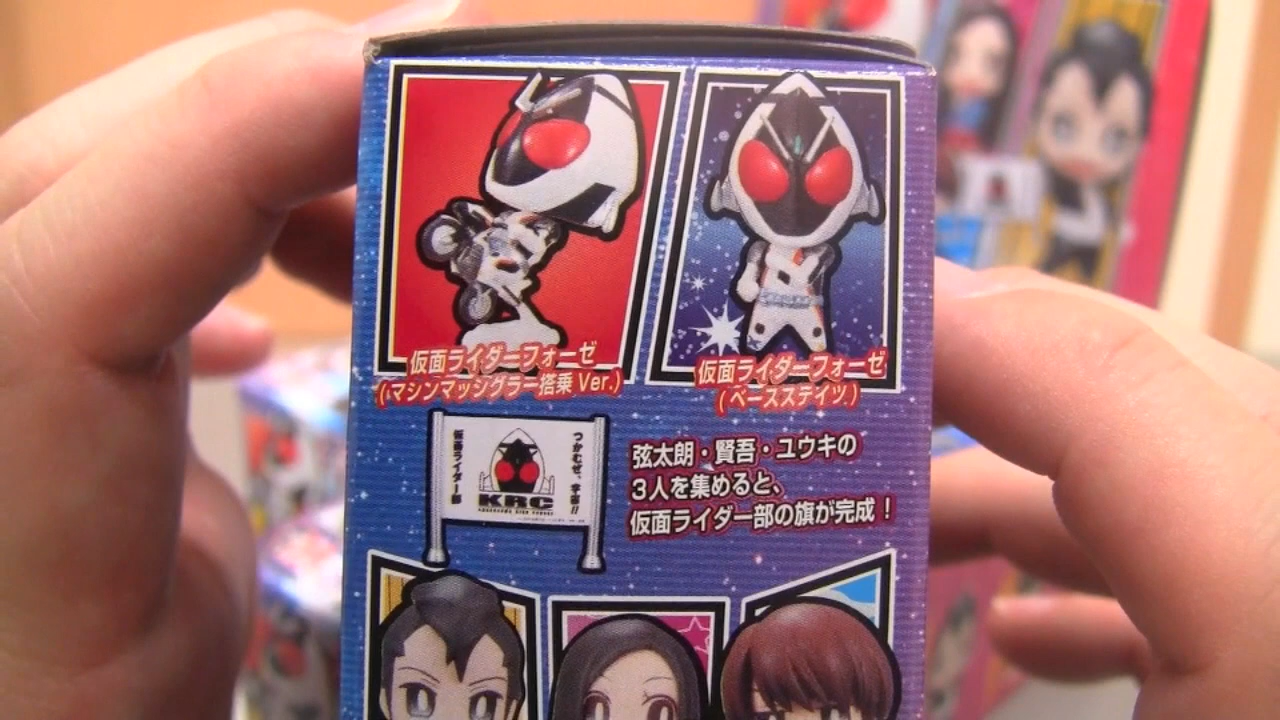 仮面ライダーフォーゼ
(マシンマッシグラー搭乗Ver.)
仮面ライダーフォーゼ
(ベースステイツ)
つかむぜ、宇宙!!
仮面ライダー部
KRC
弦太朗・賢吾・ユウキの
3人を集めると、
仮面ライダー部の旗が完成!